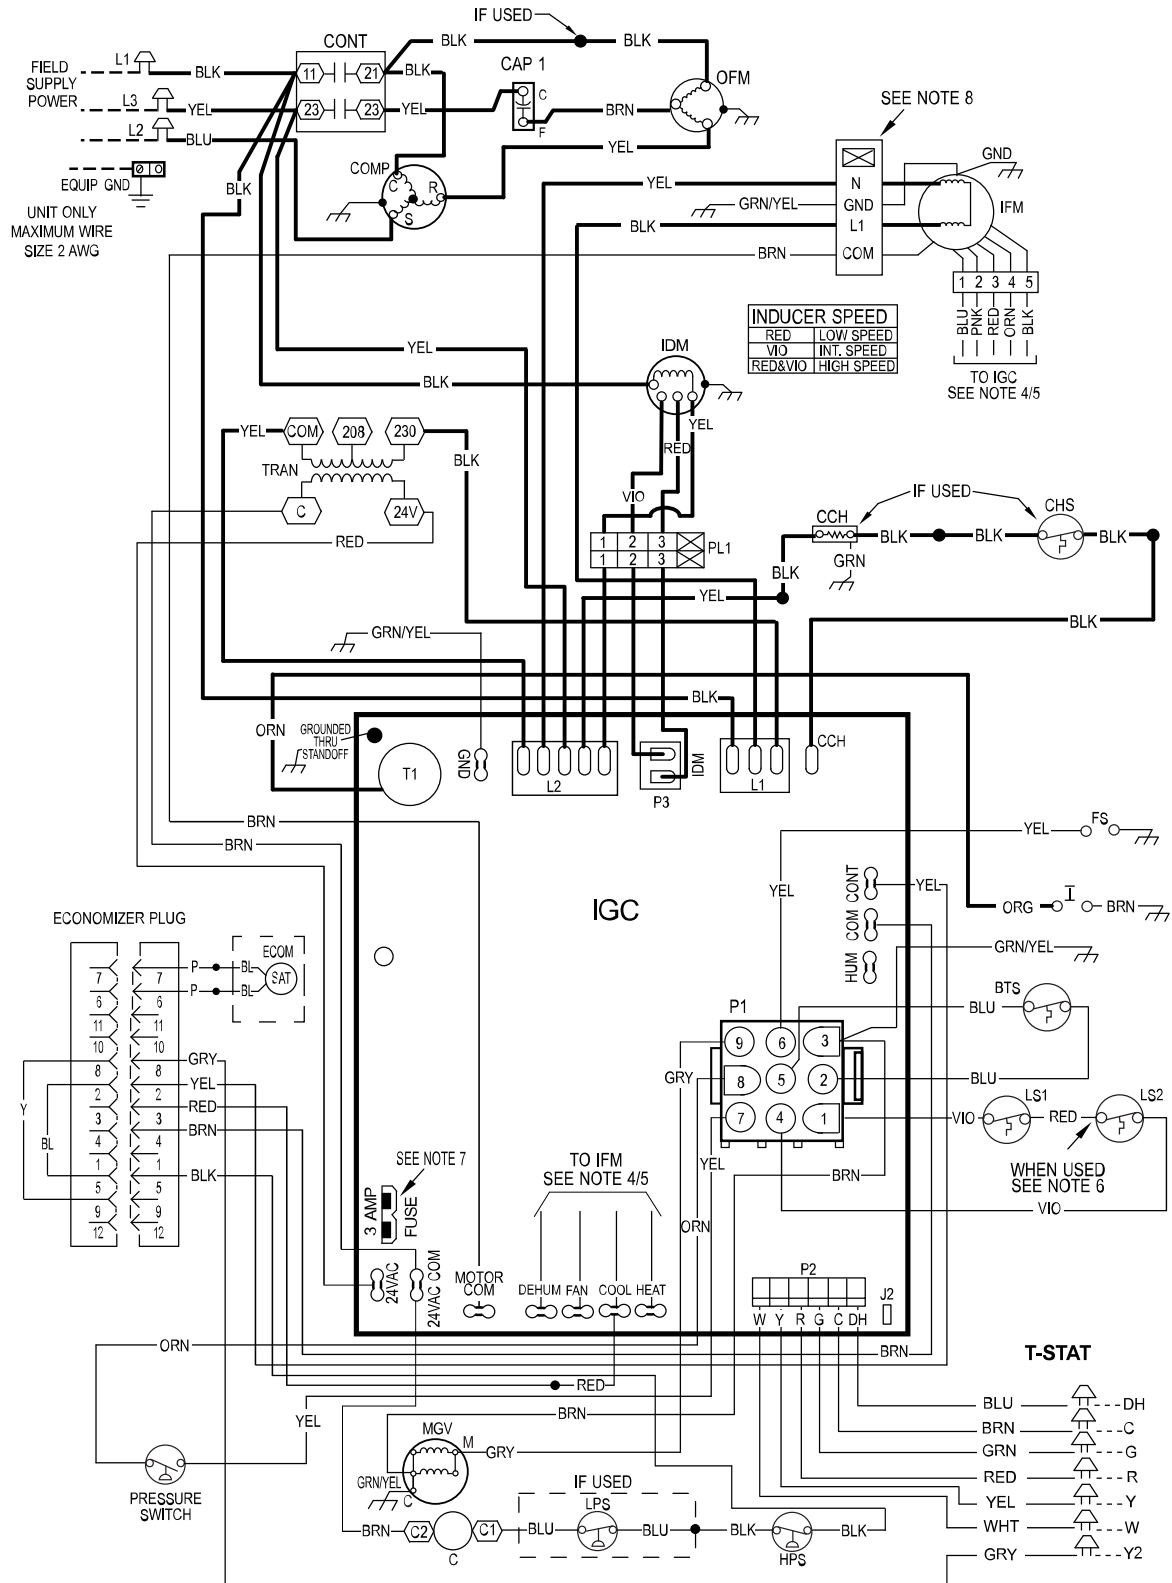 IF USED
CONT
BLK
BLK
L1
BLK
11
21
BLK
CAP 1
FIELD
SUPPLY
POWER
C
OFM
L3
YEL
23
23
YEL
BRN
F
SEE NOTE 8
L2
BLU
YEL
COMP
C
R
S
EQUIP GND
BLK
GND
YEL
N
GRN/YEL
GND
IFM
UNIT ONLY
MAXIMUM WIRE
SIZE 2 AWG
BLK
L1
BRN
COM
1 2 3 4 5
BLU
PNK
RED
ORN
BLK
TO IGC
SEE NOTE 4/5
INDUCER SPEED
RED LOW SPEED
VIO INT. SPEED
RED&VIO HIGH SPEED
YEL
IDM
BLK
YEL
RED
VIO
YEL
COM
208
230
BLK
TRAN
C
24V
RED
IF USED
CCH
CHS
BLK
BLK
BLK
GRN
1 2 3
PL1
1 2 3
BLK
YEL
BLK
GRN/YEL
BLK
ORN
GROUNDED
THRU
STANDOFF
T1
GND
L2
P3
IDM
L1
CCH
BRN
BRN
YEL
FS
YEL
CONT
YEL
COM
HUM
IGC
ORG
I
BRN
GRN/YEL
ECONOMIZER PLUG
ECOM
P
BL
SAT
P
BL
7 7
6 6
11 11
10 10
8 8
GRY
2 2
YEL
3 3
RED
4 4
BRN
1 1
BLK
5 5
9 9
12 12
Y
BL
P1
9 6 3
8 5 2
7 4 1
GRY
BTS
BLU
BLU
LS1
LS2
VIO
RED
WHEN USED
SEE NOTE 6
VIO
YEL
BRN
ORN
SEE NOTE 7
3 AMP
FUSE
TO IFM
SEE NOTE 4/5
24VAC
24VAC COM
MOTOR
COM
DEHUM
FAN
COOL
HEAT
P2
J2
W Y R G C DH
ORN
BRN
RED
BRN
YEL
MGV
M
GRY
GRN/YEL
C
PRESSURE
SWITCH
IF USED
LPS
BRN
C2
C1
C
BLU
BLU
BLK
HPS
BLK
T-STAT
BLU
DH
BRN
C
GRN
G
RED
R
YEL
Y
WHT
W
GRY
Y2